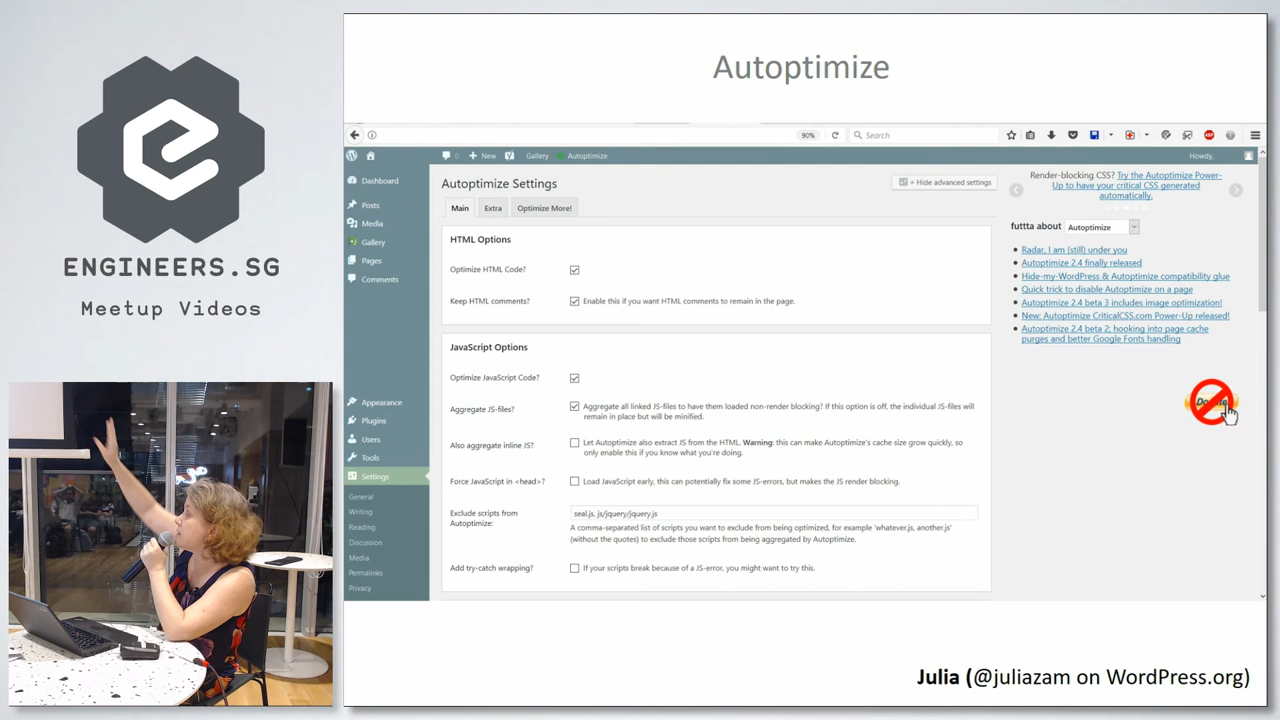 ENGINEERS.SG
Meetup Videos
Autoptimize
90%
Search
ABP
0
New
Gallery
Autoptimize
Howdy,
Dashboard
Posts
Media
Gallery
Pages
Comments
Appearance
Plugins
Users
Tools
Settings
General
Writing
Reading
Discussion
Media
Permalinks
Privacy
Autoptimize Settings
Hide advanced settings
Main
Extra
Optimize More!
HTML Options
Optimize HTML Code?
Keep HTML comments?
Enable this if you want HTML comments to remain in the page.
JavaScript Options
Optimize JavaScript Code?
Aggregate JS-files?
Aggregate all linked JS-files to have them loaded non-render blocking? If this option is off, the individual JS-files will
remain in place but will be minified.
Also aggregate inline JS?
Let Autoptimize also extract JS from the HTML. Warning: this can make Autoptimize's cache size grow quickly, so
only enable this if you know what you're doing.
Force JavaScript in <head>?
Load JavaScript early, this can potentially fix some JS-errors, but makes the JS render blocking.
Exclude scripts from
Autoptimize:
seal.js, js/jquery/jquery.js
A comma-separated list of scripts you want to exclude from being optimized, for example 'whatever.js, another.js'
(without the quotes) to exclude those scripts from being aggregated by Autoptimize.
Add try-catch wrapping?
If your scripts break because of a JS-error, you might want to try this.
Render-blocking CSS? Try the Autoptimize Power-
Up to have your critical CSS generated
automatically.
futtta about
Autoptimize
Radar, I am (still) under you
Autoptimize 2.4 finally released
Hide-my-WordPress & Autoptimize compatibility glue
Quick trick to disable Autoptimize on a page
Autoptimize 2.4 beta 3 includes image optimization!
New: Autoptimize CriticalCSS.com Power-Up released!
Autoptimize 2.4 beta 2; hooking into page cache
purges and better Google Fonts handling
Julia (@juliazam on WordPress.org)